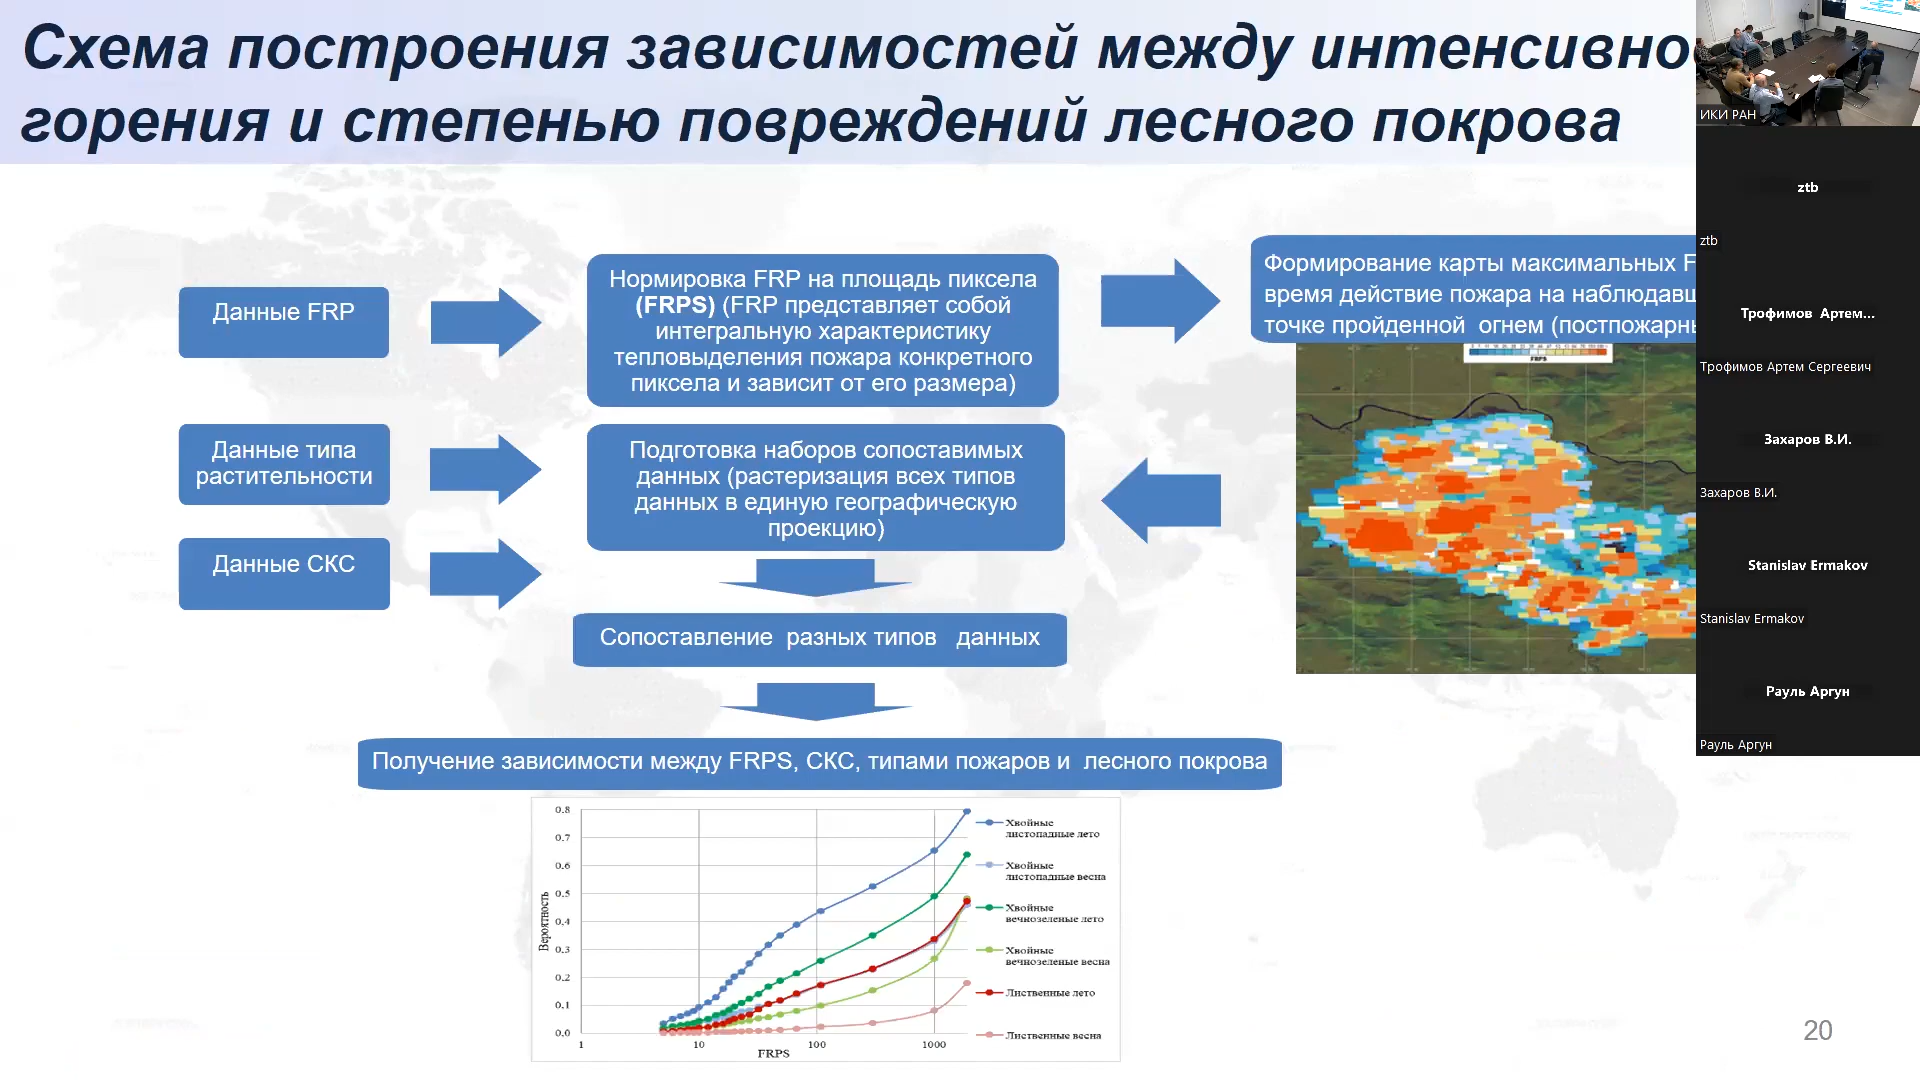 Схема построения зависимостей между интенсивно
горения и степенью повреждений лесного покрова
ИКИ РАН
ztb
ztb
Трофимов Артем...
Трофимов Артем Сергеевич
Захаров В.И.
Захаров В.И.
Stanislav Ermakov
Stanislav Ermakov
Рауль Аргун
Рауль Аргун
Данные FRP
Нормировка FRP на площадь пиксела
(FRPS) (FRP представляет собой
интегральную характеристику
тепловыделения пожара конкретного
пиксела и зависит от его размера)
Формирование карты максимальных F
время действие пожара на наблюдавш
точке пройденной огнем (постпожарны
FRPS
Данные типа
растительности
Подготовка наборов сопоставимых
данных (растеризация всех типов
данных в единую географическую
проекцию)
Данные СКС
Сопоставление разных типов данных
Получение зависимости между FRPS, СКС, типами пожаров и лесного покрова
Вероятность
0.8
0.7
0.6
0.5
0.4
0.3
0.2
0.1
0.0
1
10
100
1000
FRPS
Хвойные
листопадные лето
Хвойные
листопадные весна
Хвойные
вечнозеленые лето
Хвойные
вечнозеленые весна
Лиственные лето
Лиственные весна
20